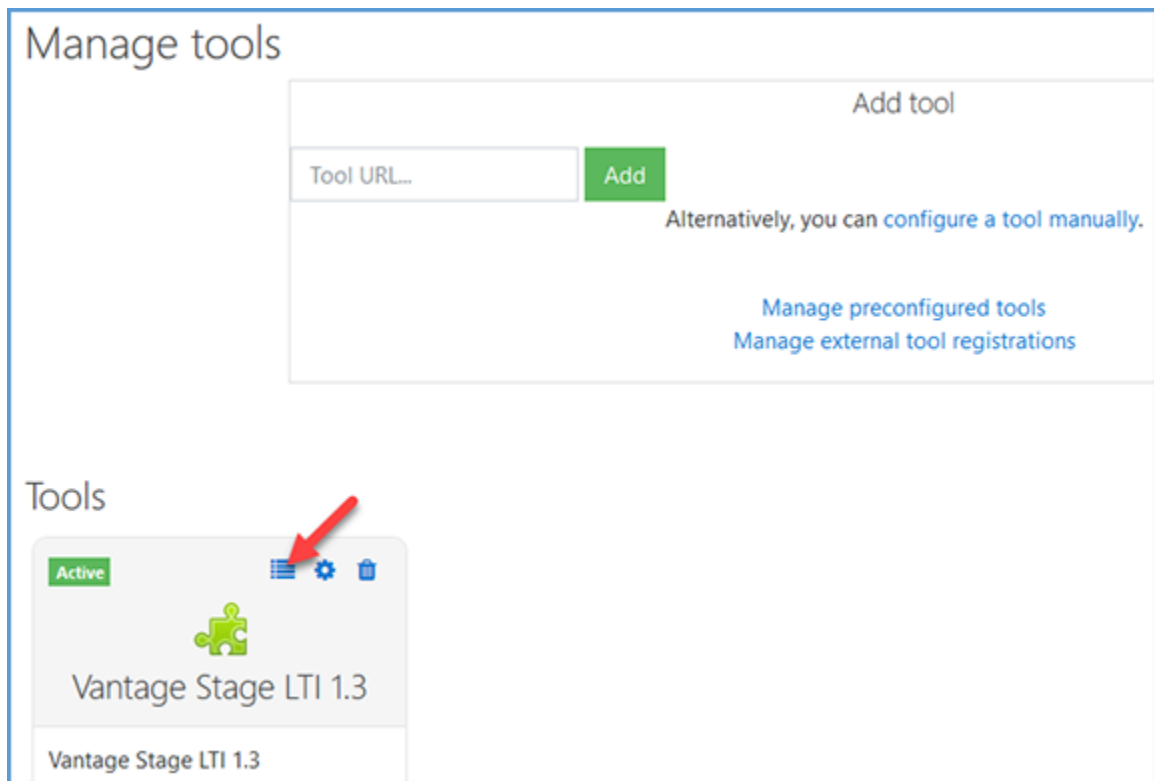 Manage tools
Add tool
Tool URL...
Add
Alternatively, you can configure a tool manually.
Manage preconfigured tools
Manage external tool registrations
Tools
Active
Vantage Stage LTI 1.3
Vantage Stage LTI 1.3